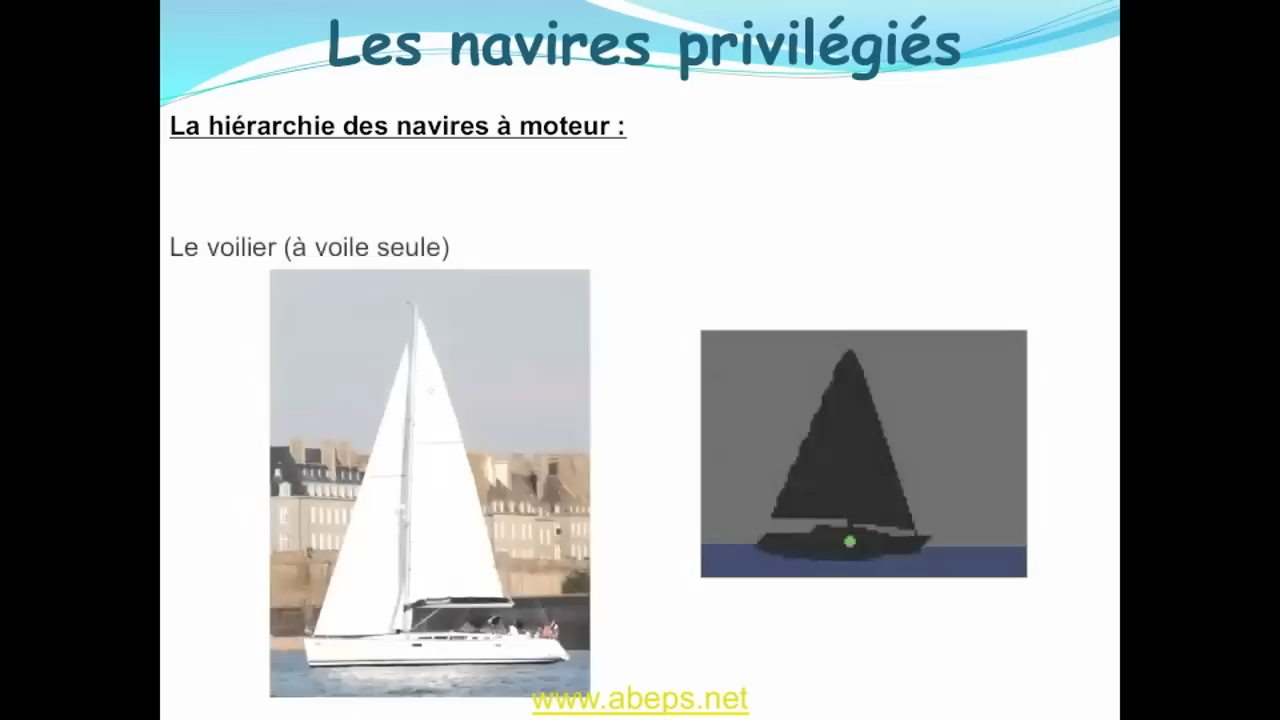 Les navires privilégiés
La hiérarchie des navires à moteur :
Le voilier (à voile seule)
www.abeps.net